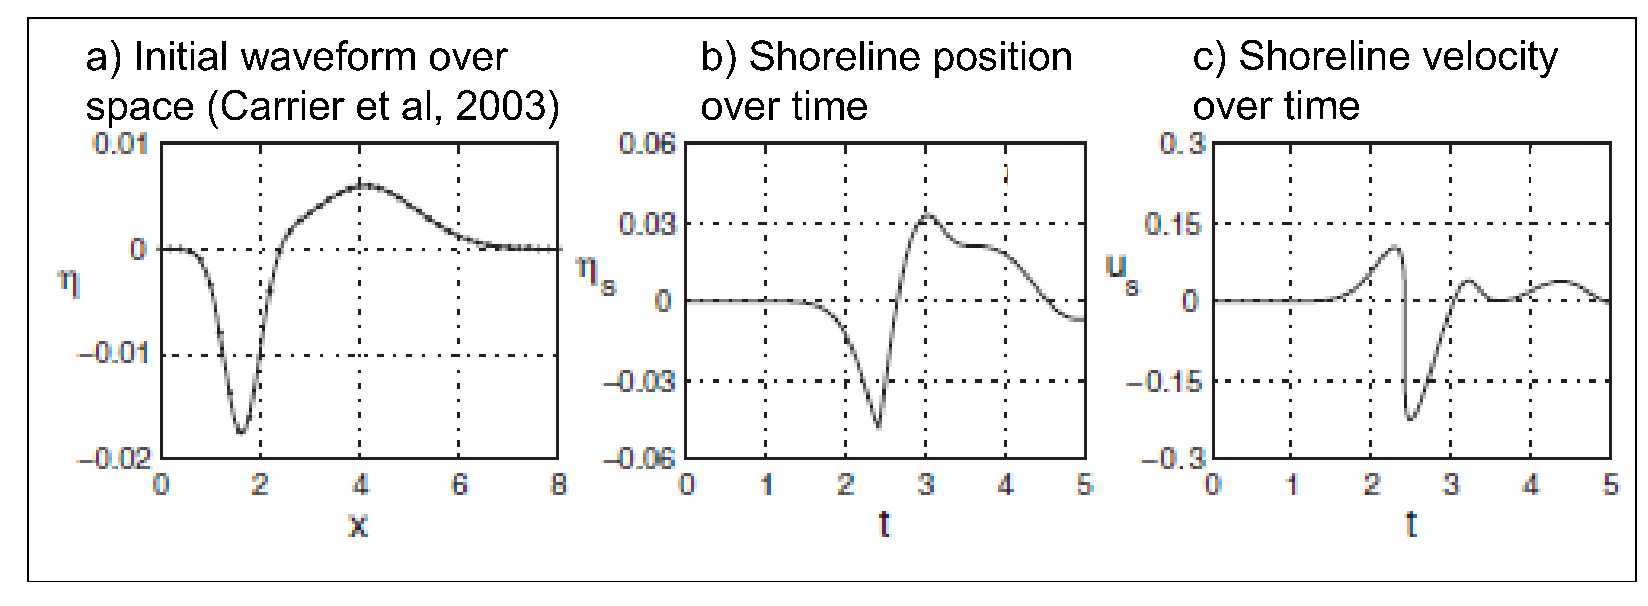 a) Initial waveform over
space (Carrier et al, 2003)
b) Shoreline position
over time
c) Shoreline velocity
over time
0.01
0
−0.01
−0.02
η
0
2
4
6
8
x
0.06
0.03
0
−0.03
−0.06
ηs
0
1
2
3
4
5
t
0.3
0.15
0
−0.15
−0.3
us
0
1
2
3
4
5
t